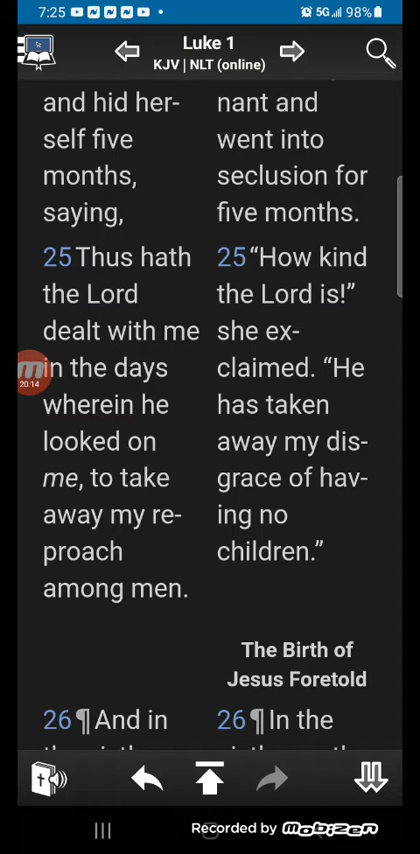 7:25
5G
98%
Luke 1
KJV | NLT (online)
and hid her-
self five
months,
saying,
25 Thus hath
the Lord
dealt with me
in the days
wherein he
looked on
me, to take
away my re-
proach
among men.
26 ¶ And in
nant and
went into
seclusion for
five months.
25 “How kind
the Lord is!”
she ex-
claimed. “He
has taken
away my dis-
grace of hav-
ing no
children.”
The Birth of
Jesus Foretold
26 ¶ In the
20:14
Recorded by mobizen